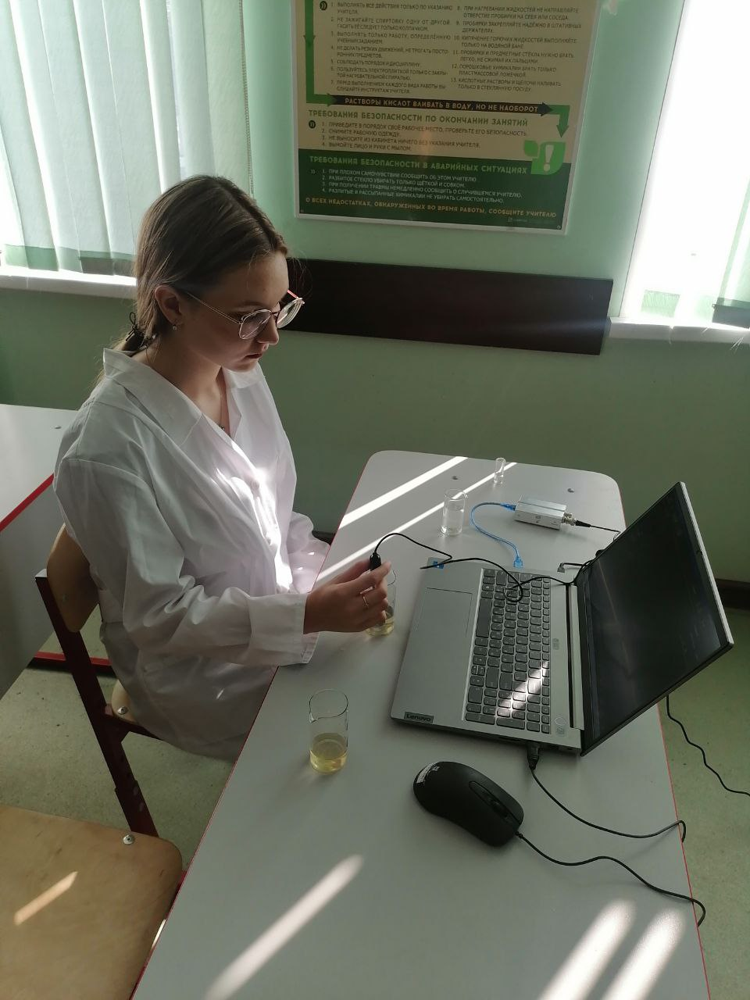 1. ВЫПОЛНЯТЬ ВСЕ ДЕЙСТВИЯ ТОЛЬКО ПО УКАЗАНИЮ
УЧИТЕЛЯ.
2. НЕ ЗАЖИГАЙТЕ СПИРТОВКУ ОДНУ ОТ ДРУГОЙ,
ГАСИТЬ ЕЁ СЛЕДУЕТ ТОЛЬКО КОЛПАЧКОМ.
3. ВЫПОЛНЯТЬ ТОЛЬКО РАБОТУ, ОПРЕДЕЛЁННУЮ
УЧЕБНЫМ ЗАДАНИЕМ.
4. НЕ ДЕЛАТЬ РЕЗКИХ ДВИЖЕНИЙ, НЕ ТРОГАТЬ ПОСТО-
РОННИХ ПРЕДМЕТОВ.
5. СОБЛЮДАТЬ ПОРЯДОК И ДИСЦИПЛИНУ.
6. ПОЛЬЗУЙТЕСЬ ЭЛЕКТРОПЛИТКОЙ ТОЛЬКО С ЗАКРЫ-
ТОЙ НАГРЕВАТЕЛЬНОЙ СПИРАЛЬЮ.
7. ПЕРЕД ВЫПОЛНЕНИЕМ КАЖДОГО ВИДА РАБОТЫ ВЫ-
СЛУШАЙТЕ ИНСТРУКТАЖ УЧИТЕЛЯ.
8. ПРИ НАГРЕВАНИИ ЖИДКОСТЕЙ НЕ НАПРАВЛЯЙТЕ
ОТВЕРСТИЕ ПРОБИРКИ НА СЕБЯ ИЛИ СОСЕДА.
9. ПРОБИРКИ ЗАКРЕПЛЯЙТЕ НАДЁЖНО В ШТАТИВНЫХ
ДЕРЖАТЕЛЯХ.
10. КИПЯЧЕНИЕ ГОРЮЧИХ ЖИДКОСТЕЙ ВЫПОЛНЯЙТЕ
ТОЛЬКО НА ВОДЯНОЙ БАНЕ.
11. ПРОБИРКИ И ПРЕДМЕТНЫЕ СТЁКЛА НУЖНО БРАТЬ
ЛЕГКО, НЕ СЖИМАЯ ИХ ПАЛЬЦАМИ.
12. ПОРОШКОВЫЕ ХИМИКАЛИИ БРАТЬ ТОЛЬКО
ПЛАСТМАССОВОЙ ЛОЖЕЧКОЙ.
13. КИСЛОТНЫЕ РАСТВОРЫ И ЩЁЛОЧИ НАЛИВАТЬ
ТОЛЬКО В СТЕКЛЯННУЮ ПОСУДУ.
РАСТВОРЫ КИСЛОТ ВЛИВАТЬ В ВОДУ, НО НЕ НАОБОРОТ
ТРЕБОВАНИЯ БЕЗОПАСНОСТИ ПО ОКОНЧАНИИ ЗАНЯТИЙ
1. ПРИВЕДИТЕ В ПОРЯДОК СВОЁ РАБОЧЕЕ МЕСТО, ПРОВЕРЬТЕ ЕГО БЕЗОПАСНОСТЬ.
2. СНИМИТЕ РАБОЧУЮ ОДЕЖДУ.
3. НЕ ВЫНОСИТЕ ИЗ КАБИНЕТА НИЧЕГО БЕЗ УКАЗАНИЯ УЧИТЕЛЯ.
4. ВЫМОЙТЕ ЛИЦО И РУКИ С МЫЛОМ.
ТРЕБОВАНИЯ БЕЗОПАСНОСТИ В АВАРИЙНЫХ СИТУАЦИЯХ
1. ПРИ ПЛОХОМ САМОЧУВСТВИИ СООБЩИТЬ ОБ ЭТОМ УЧИТЕЛЮ.
2. РАЗБИТОЕ СТЕКЛО УБИРАТЬ ТОЛЬКО ЩЁТКОЙ И СОВКОМ.
3. ПРИ ПОЛУЧЕНИИ ТРАВМЫ НЕМЕДЛЕННО СООБЩИТЬ О СЛУЧИВШЕМСЯ УЧИТЕЛЮ.
4. РАЗЛИТЫЕ И РАССЫПАННЫЕ ХИМИКАЛИИ НЕ УБИРАТЬ САМОСТОЯТЕЛЬНО.
О ВСЕХ НЕДОСТАТКАХ, ОБНАРУЖЕННЫХ ВО ВРЕМЯ РАБОТЫ, СООБЩИТЕ УЧИТЕЛЮ
Lenovo